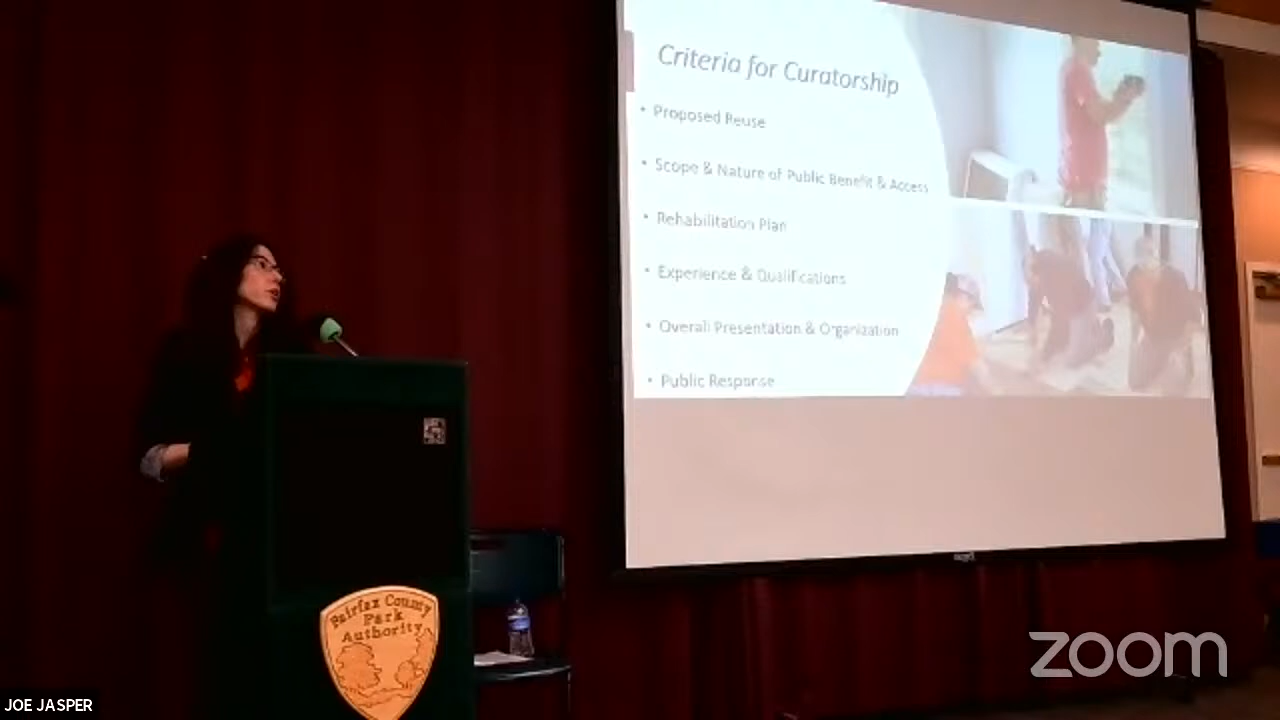 Criteria for Curatorship
• Proposed Reuse
• Scope & Nature of Public Benefit & Access
• Rehabilitation Plan
• Experience & Qualifications
• Overall Presentation & Organization
• Public Response
Fairfax County
Park
Authority
zoom
JOE JASPER